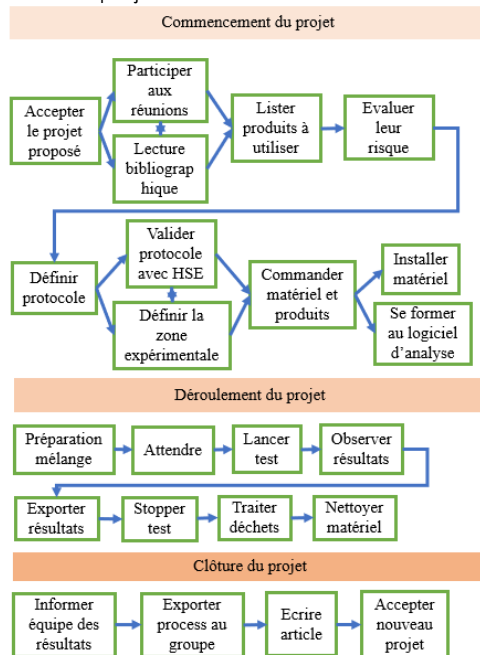 Commencement du projet
Accepter
le projet
proposé
Participer
aux
réunions
Lecture
bibliograp
hique
Lister
produits à
utiliser
Evaluer
leur
risque
Définir
protocole
Valider
protocole
avec HSE
Définir la
zone
expérimentale
Commander
matériel et
produits
Installer
matériel
Se former
au logiciel
d’analyse
Déroulement du projet
Préparation
mélange
Attendre
Lancer
test
Observer
résultats
Exporter
résultats
Stopper
test
Traiter
déchets
Nettoyer
matériel
Clôture du projet
Informer
équipe des
résultats
Exporter
process au
groupe
Ecrire
article
Accepter
nouveau
projet